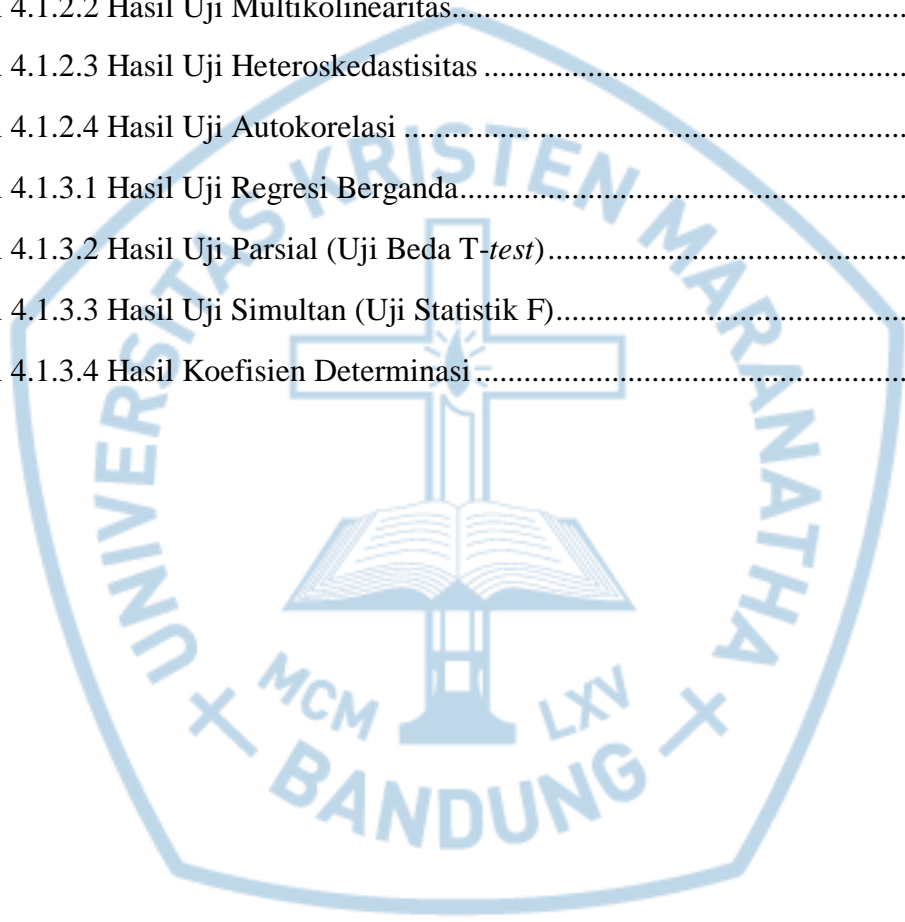 4.1.2.2 Hasil Uji Multikolinearitas........................................................
4.1.2.3 Hasil Uji Heteroskedastisitas ....................................................
4.1.2.4 Hasil Uji Autokorelasi ..............................................................
4.1.3.1 Hasil Uji Regresi Berganda.......................................................
4.1.3.2 Hasil Uji Parsial (Uji Beda T-test)............................................
4.1.3.3 Hasil Uji Simultan (Uji Statistik F)...........................................
4.1.3.4 Hasil Koefisien Determinasi .....................................................
UNIVERSITAS KRISTEN MARANATHA
MCM LXV
BANDUNG